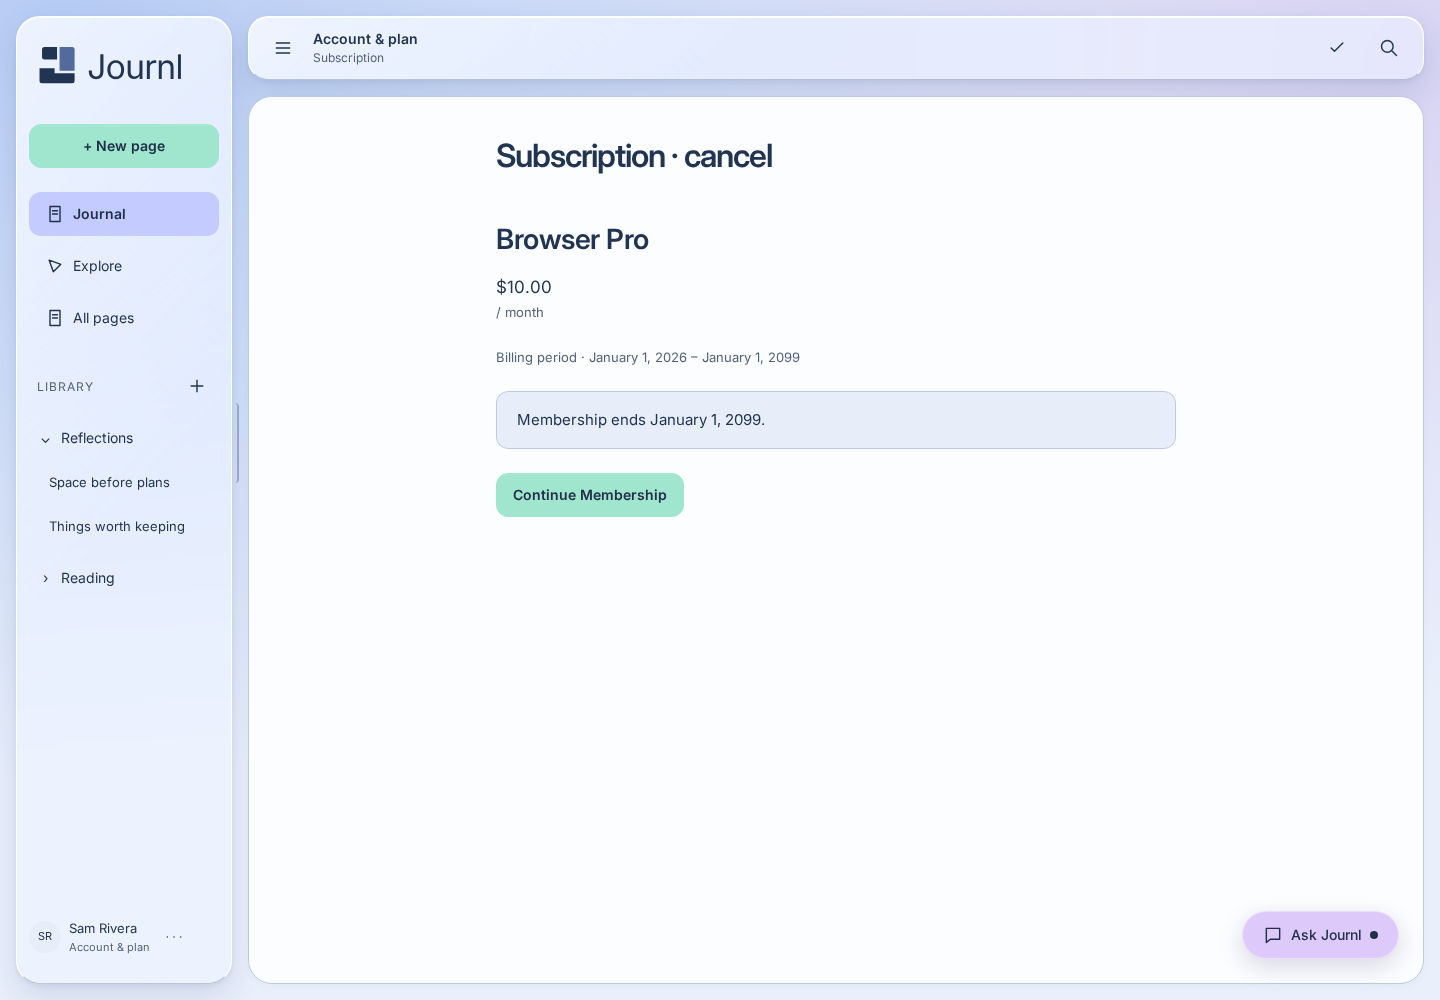 Journl
+ New page
Journal
Explore
All pages
LIBRARY
Reflections
Space before plans
Things worth keeping
Reading
SR
Sam Rivera
Account & plan
···
Account & plan
Subscription
Subscription · cancel
Browser Pro
$10.00
/ month
Billing period · January 1, 2026 – January 1, 2099
Membership ends January 1, 2099.
Continue Membership
Ask Journl